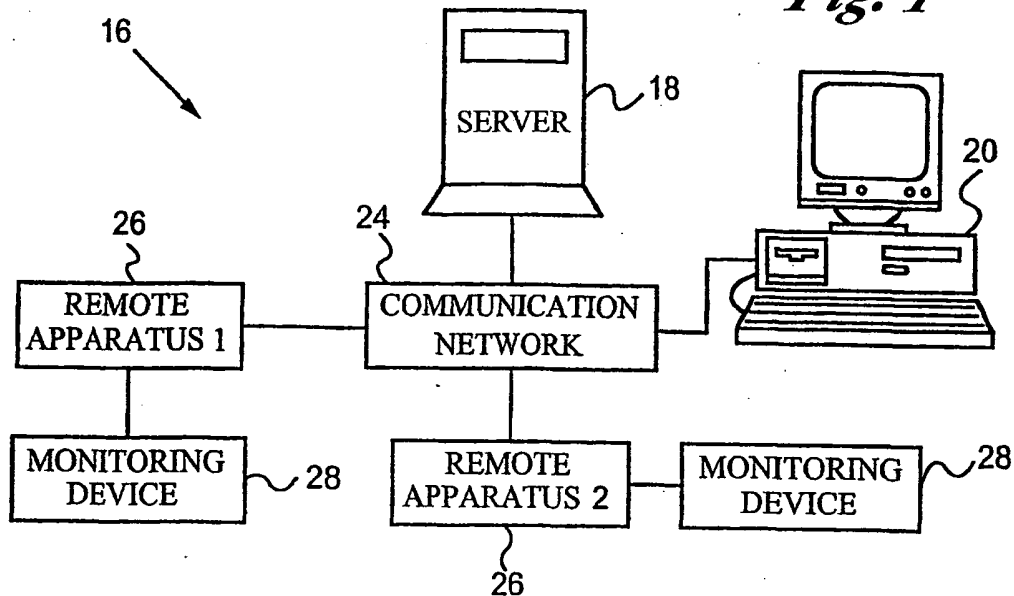 Fig. 1
16
18
SERVER
20
26
24
REMOTE
APPARATUS 1
COMMUNICATION
NETWORK
MONITORING
DEVICE
28
REMOTE
APPARATUS 2
MONITORING
DEVICE
28
26